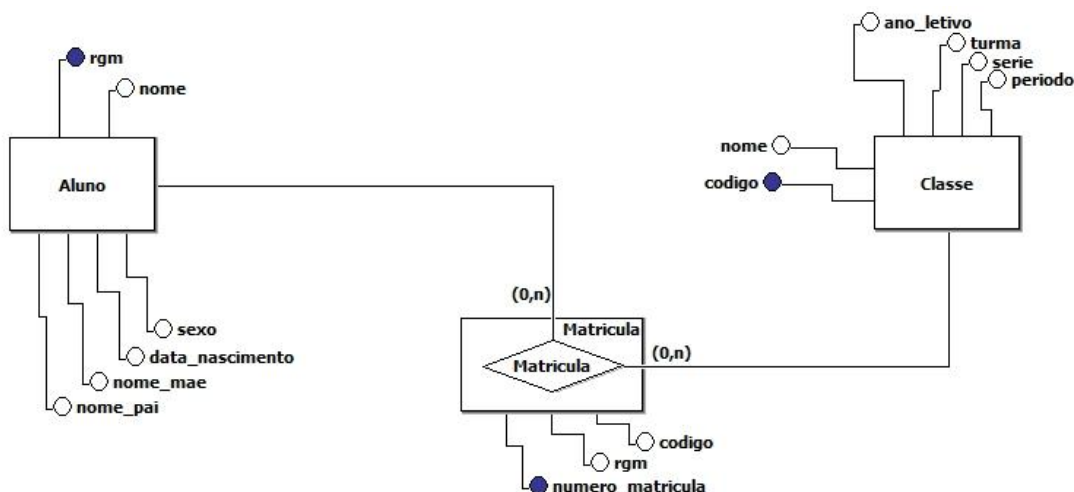 ano_letivo
turma
serie
periodo
rgm
nome
nome
codigo
Aluno
Classe
(0,n)
sexo
data_nascimento
nome_mae
nome_pai
Matricula
(0,n)
Matricula
codigo
rgm
numero_matricula